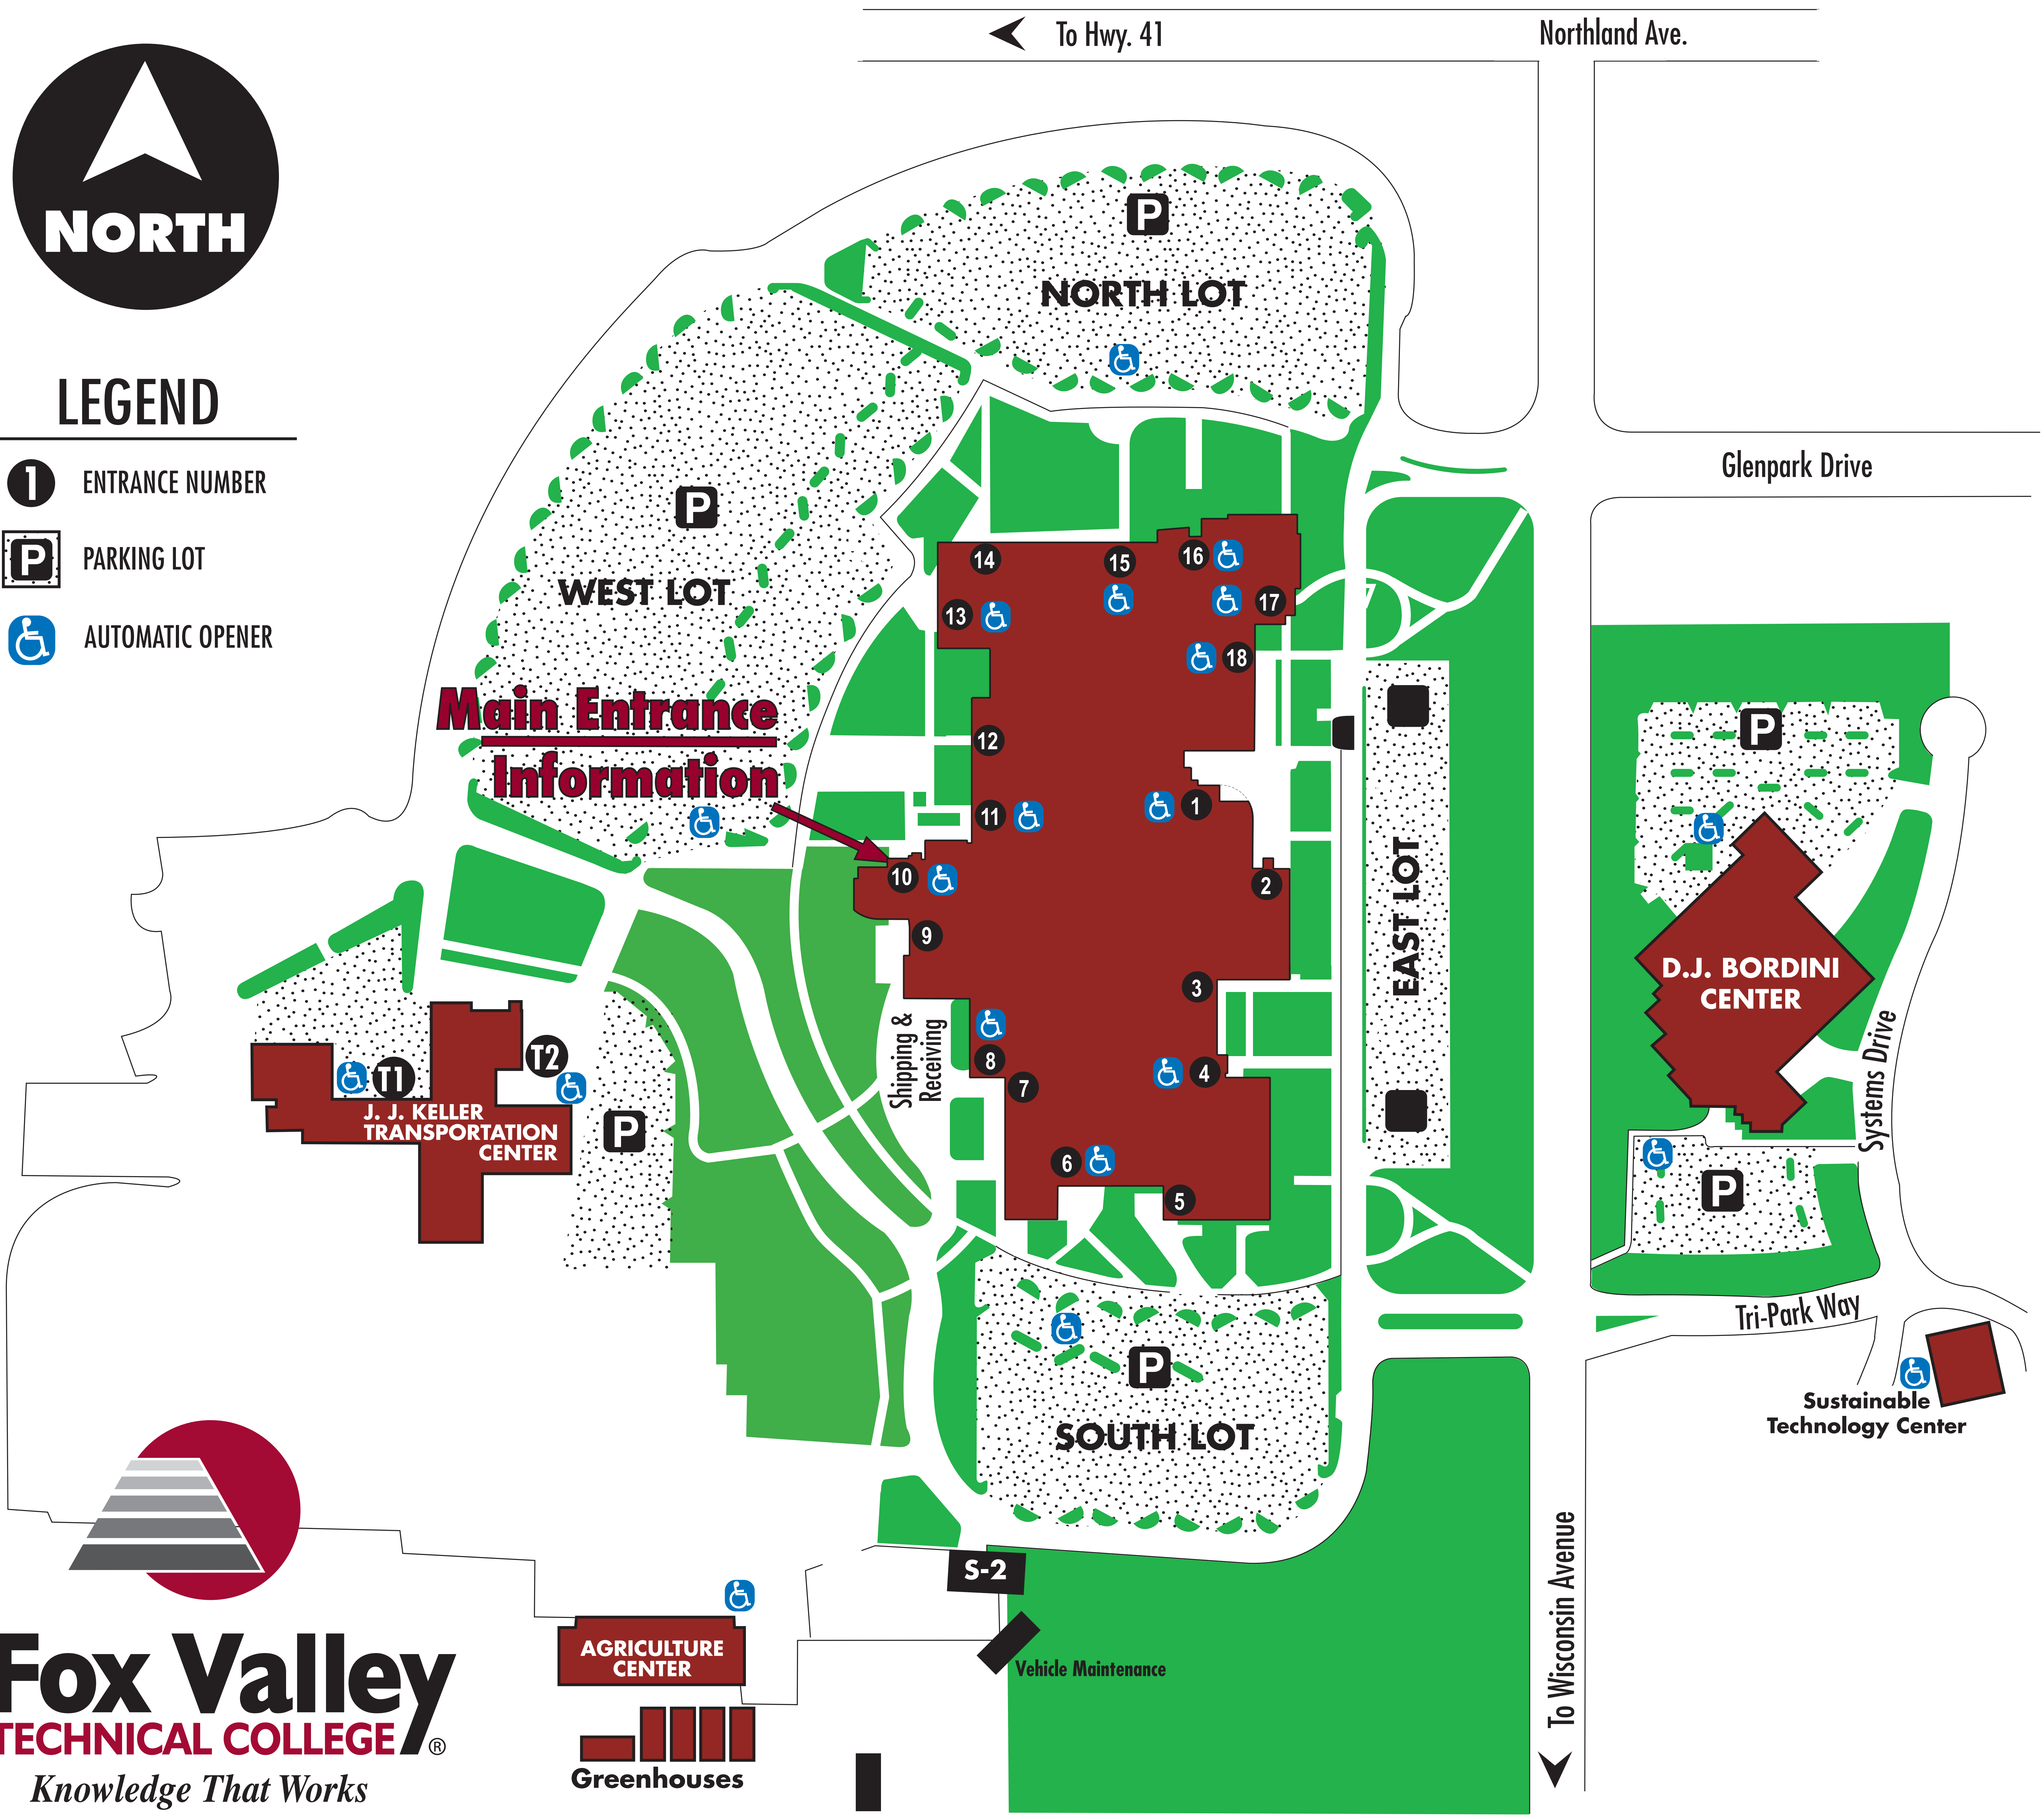 To Hwy. 41
Northland Ave.
NORTH
LEGEND
1 ENTRANCE NUMBER
P PARKING LOT
AUTOMATIC OPENER
P
NORTH LOT
Glenpark Drive
P
WEST LOT
14
15
16
13
17
7
18
Main Entrance
Information
12
11
1
P
10
2
9
EAST LOT
D.J. BORDINI
CENTER
3
Shipping &
Receiving
8
7
4
Systems Drive
T1
T2
J. J. KELLER
TRANSPORTATION
CENTER
P
6
5
P
Tri-Park Way
P
SOUTH LOT
Sustainable
Technology Center
S-2
Vehicle Maintenance
To Wisconsin Avenue
AGRICULTURE
CENTER
Greenhouses
Fox Valley
TECHNICAL COLLEGE ®
Knowledge That Works